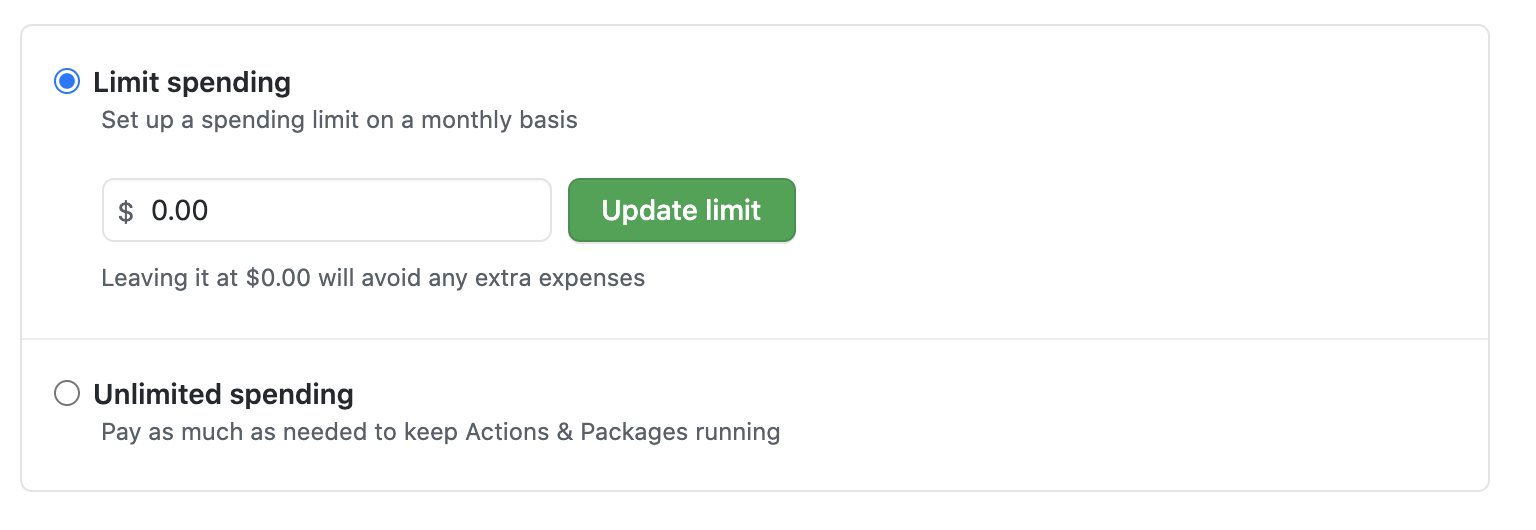 Limit spending
Set up a spending limit on a monthly basis
$ 0.00
Update limit
Leaving it at $0.00 will avoid any extra expenses
Unlimited spending
Pay as much as needed to keep Actions & Packages running